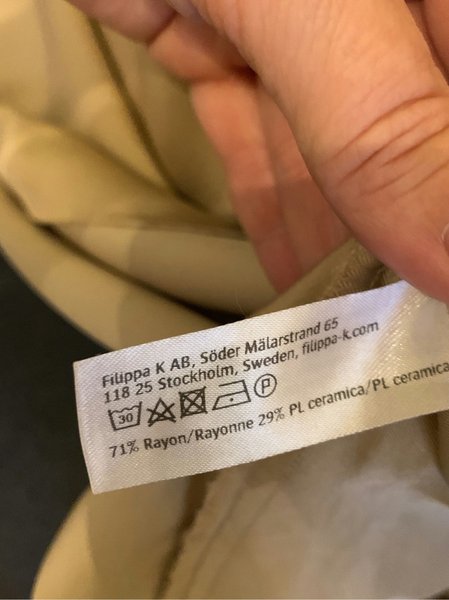 Filippa K AB, Söder Mälarstrand 65
118 25 Stockholm, Sweden, filippa-k.com
30 P
71% Rayon/Rayonne 29% PL ceramica/PL ceramica